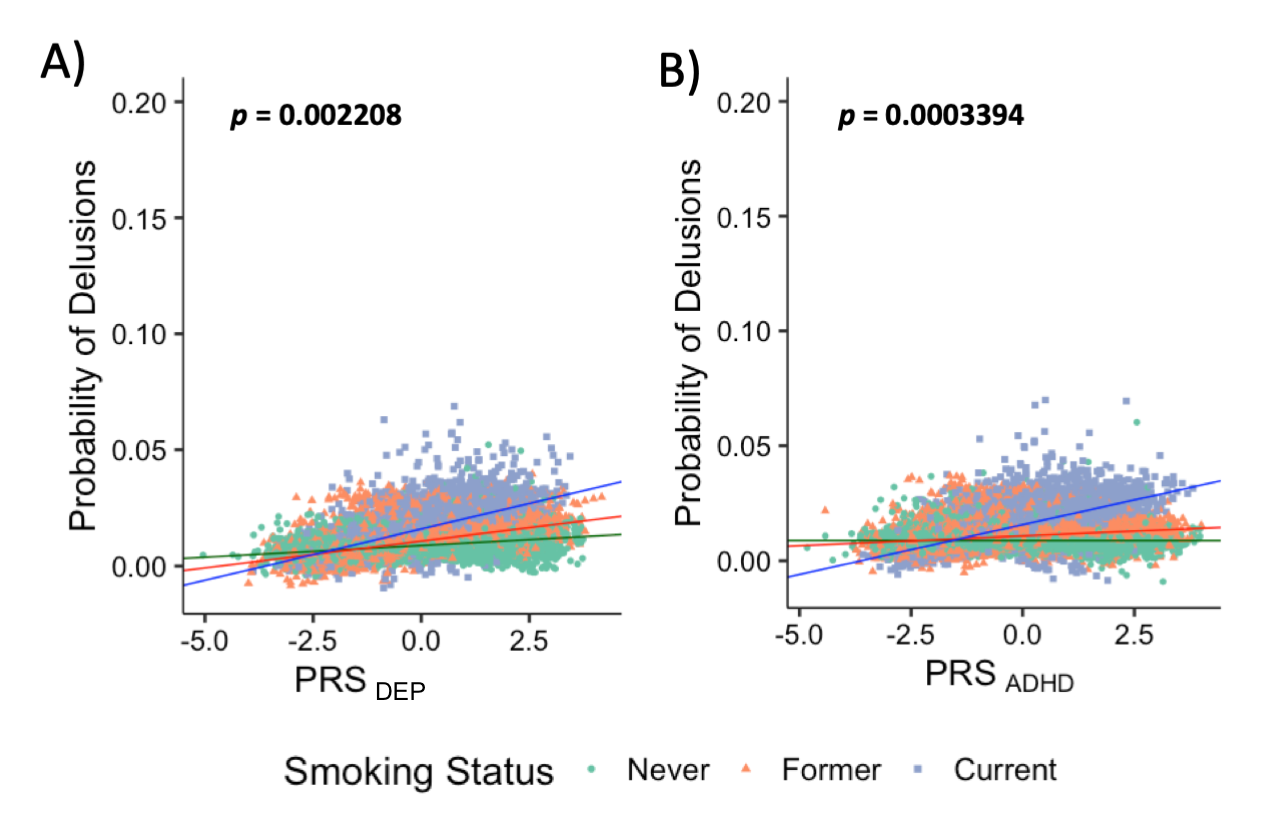 A)
p = 0.002208
Probability of Delusions
0.20
0.15
0.10
0.05
0.00
-5.0 -2.5 0.0 2.5
PRS DEP
B)
p = 0.0003394
Probability of Delusions
0.20
0.15
0.10
0.05
0.00
-5.0 -2.5 0.0 2.5
PRS ADHD
Smoking Status Never Former Current